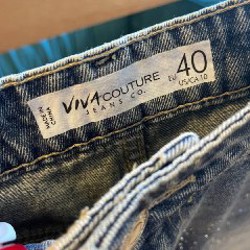 MADE IN
CHINA
VIVA COUTURE
JEANS CO.
EU 40
US/CA 10